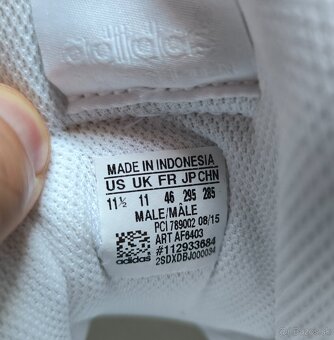 adidas
MADE IN INDONESIA
US UK FR JP CHN
11½ 11 46 295 285
MALE/MÂLE
PCI 789002 08/15
ART AF6403
#112933684
adidas 2SDXDBJ000034